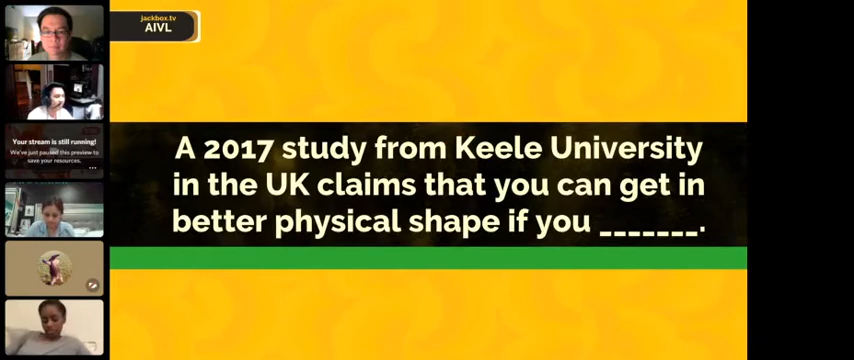 jackbox.tv
AIVL
Your stream is still running!
We've just paused this preview to
save your resources.
A 2017 study from Keele University
in the UK claims that you can get in
better physical shape if you _______.